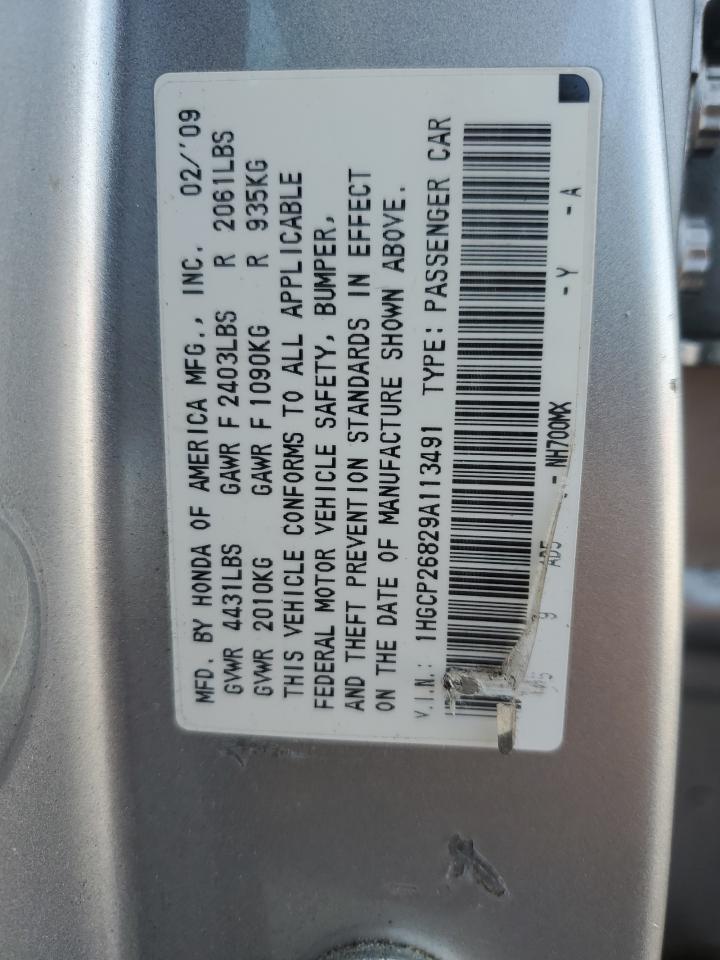 MFD. BY HONDA OF AMERICA MFG., INC. 02/'09
GVWR 4431LBS GAWR F 2403LBS R 2061LBS
GVWR 2010KG GAWR F 1090KG R 935KG
THIS VEHICLE CONFORMS TO ALL APPLICABLE
FEDERAL MOTOR VEHICLE SAFETY, BUMPER,
AND THEFT PREVENTION STANDARDS IN EFFECT
ON THE DATE OF MANUFACTURE SHOWN ABOVE.
V.I.N.: 1HGCP26829A113491 TYPE: PASSENGER CAR
9 AD5 - NH700MX -Y -A